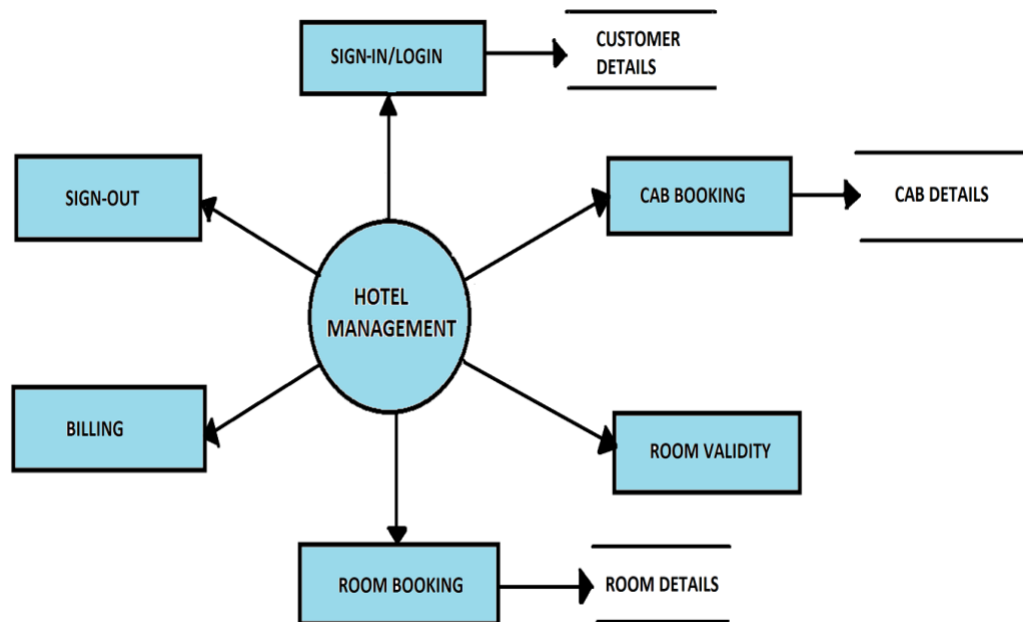 SIGN-IN/LOGIN
CUSTOMER
DETAILS
SIGN-OUT
CAB BOOKING
CAB DETAILS
HOTEL
MANAGEMENT
BILLING
ROOM VALIDITY
ROOM BOOKING
ROOM DETAILS